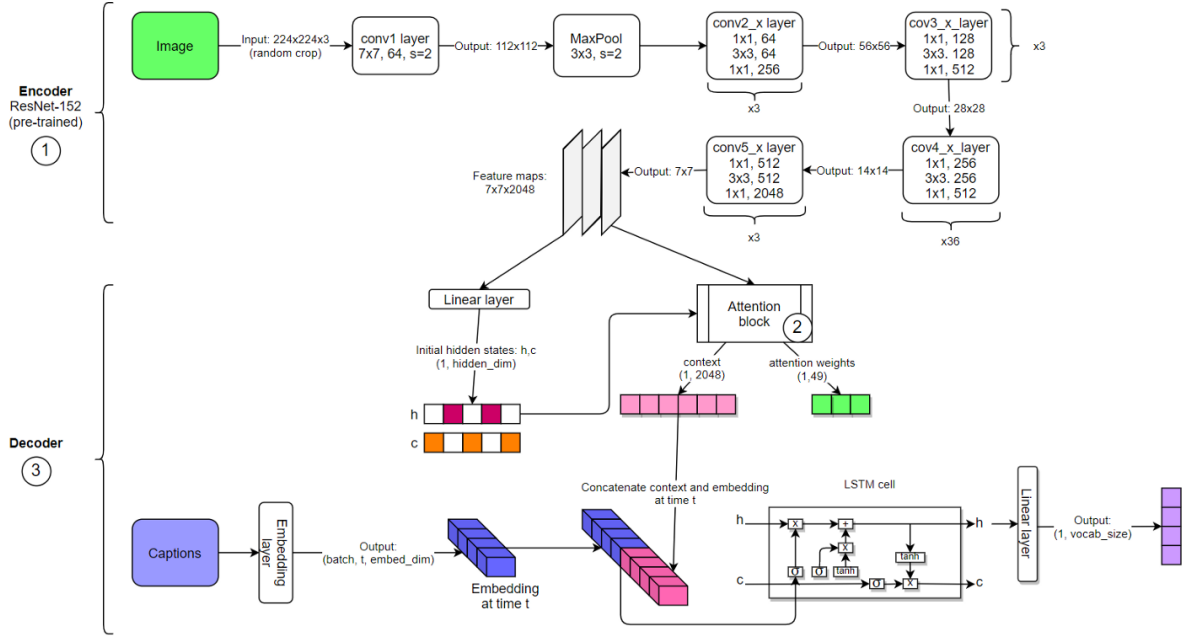 Image
Input: 224x224x3
(random crop)
conv1 layer
7x7, 64, s=2
Output: 112x112
MaxPool
3x3, s=2
conv2_x layer
1x1, 64
3x3, 64
1x1, 256
x3
Output: 56x56
cov3_x_layer
1x1, 128
3x3. 128
1x1, 512
x3
Encoder
ResNet-152
(pre-trained)
1
Output: 28x28
cov4_x_layer
1x1, 256
3x3. 256
1x1, 512
x36
Output: 14x14
conv5_x layer
1x1, 512
3x3, 512
1x1, 2048
x3
Output: 7x7
Feature maps:
7x7x2048
Linear layer
Attention
block
2
Initial hidden states: h,c
(1, hidden_dim)
context
(1, 2048)
attention weights
(1,49)
h
c
Decoder
3
Captions
Embedding
layer
Output:
(batch, t, embed_dim)
Embedding
at time t
Concatenate context and embedding
at time t
LSTM cell
h
x
+
h
x
tanh
σ
σ
tanh
c
σ
x
c
Linear layer
Output:
(1, vocab_size)